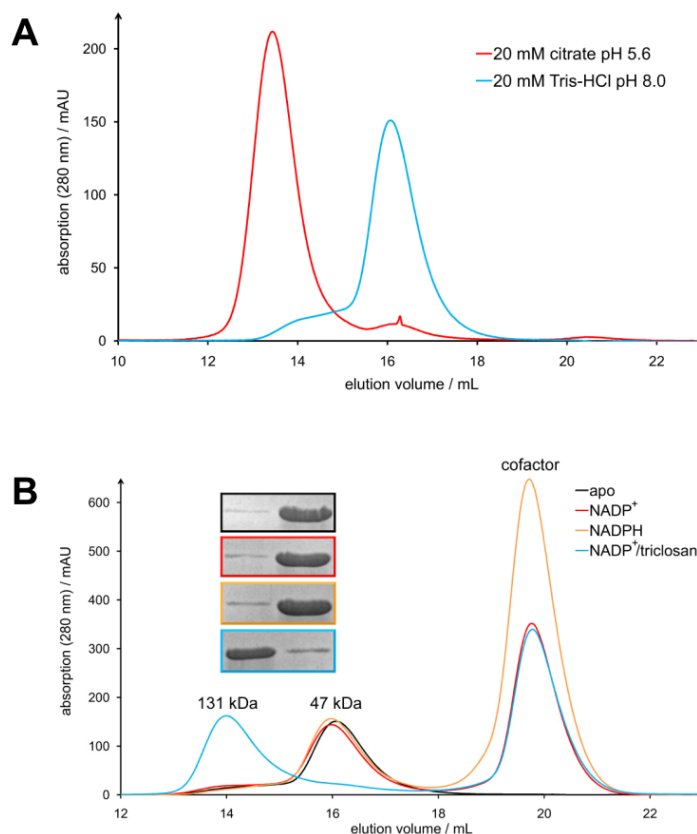 A
absorption (280 nm) / mAU
200
150
100
50
0
10 12 14 16 18 20 22
elution volume / mL
20 mM citrate pH 5.6
20 mM Tris-HCl pH 8.0
B
absorption (280 nm) / mAU
600
500
400
300
200
100
0
12 14 16 18 20 22
elution volume / mL
131 kDa
47 kDa
cofactor
apo
NADP⁺
NADPH
NADP⁺/triclosan